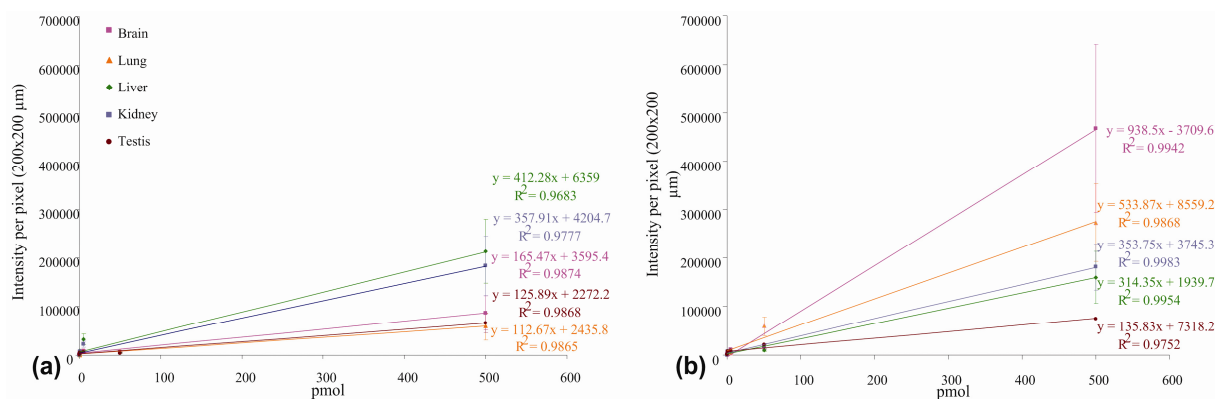 700000
600000
500000
400000
300000
200000
100000
0
Intensity per pixel (200x200 µm)
Brain
Lung
Liver
Kidney
Testis
y = 412.28x + 6359
R2 = 0.9683
y = 357.91x + 4204.7
R2 = 0.9777
y = 165.47x + 3595.4
R2 = 0.9874
y = 125.89x + 2272.2
R2 = 0.9868
y = 112.67x + 2435.8
R2 = 0.9865
0 100 200 300 400 500 600
pmol
(a)
700000
600000
500000
400000
300000
200000
100000
0
Intensity per pixel (200x200
µm)
y = 938.5x - 3709.6
R2 = 0.9942
y = 533.87x + 8559.2
R2 = 0.9868
y = 353.75x + 3745.3
R2 = 0.9983
y = 314.35x + 1939.7
R2 = 0.9954
y = 135.83x + 7318.2
R2 = 0.9752
0 100 200 300 400 500 600
pmol
(b)